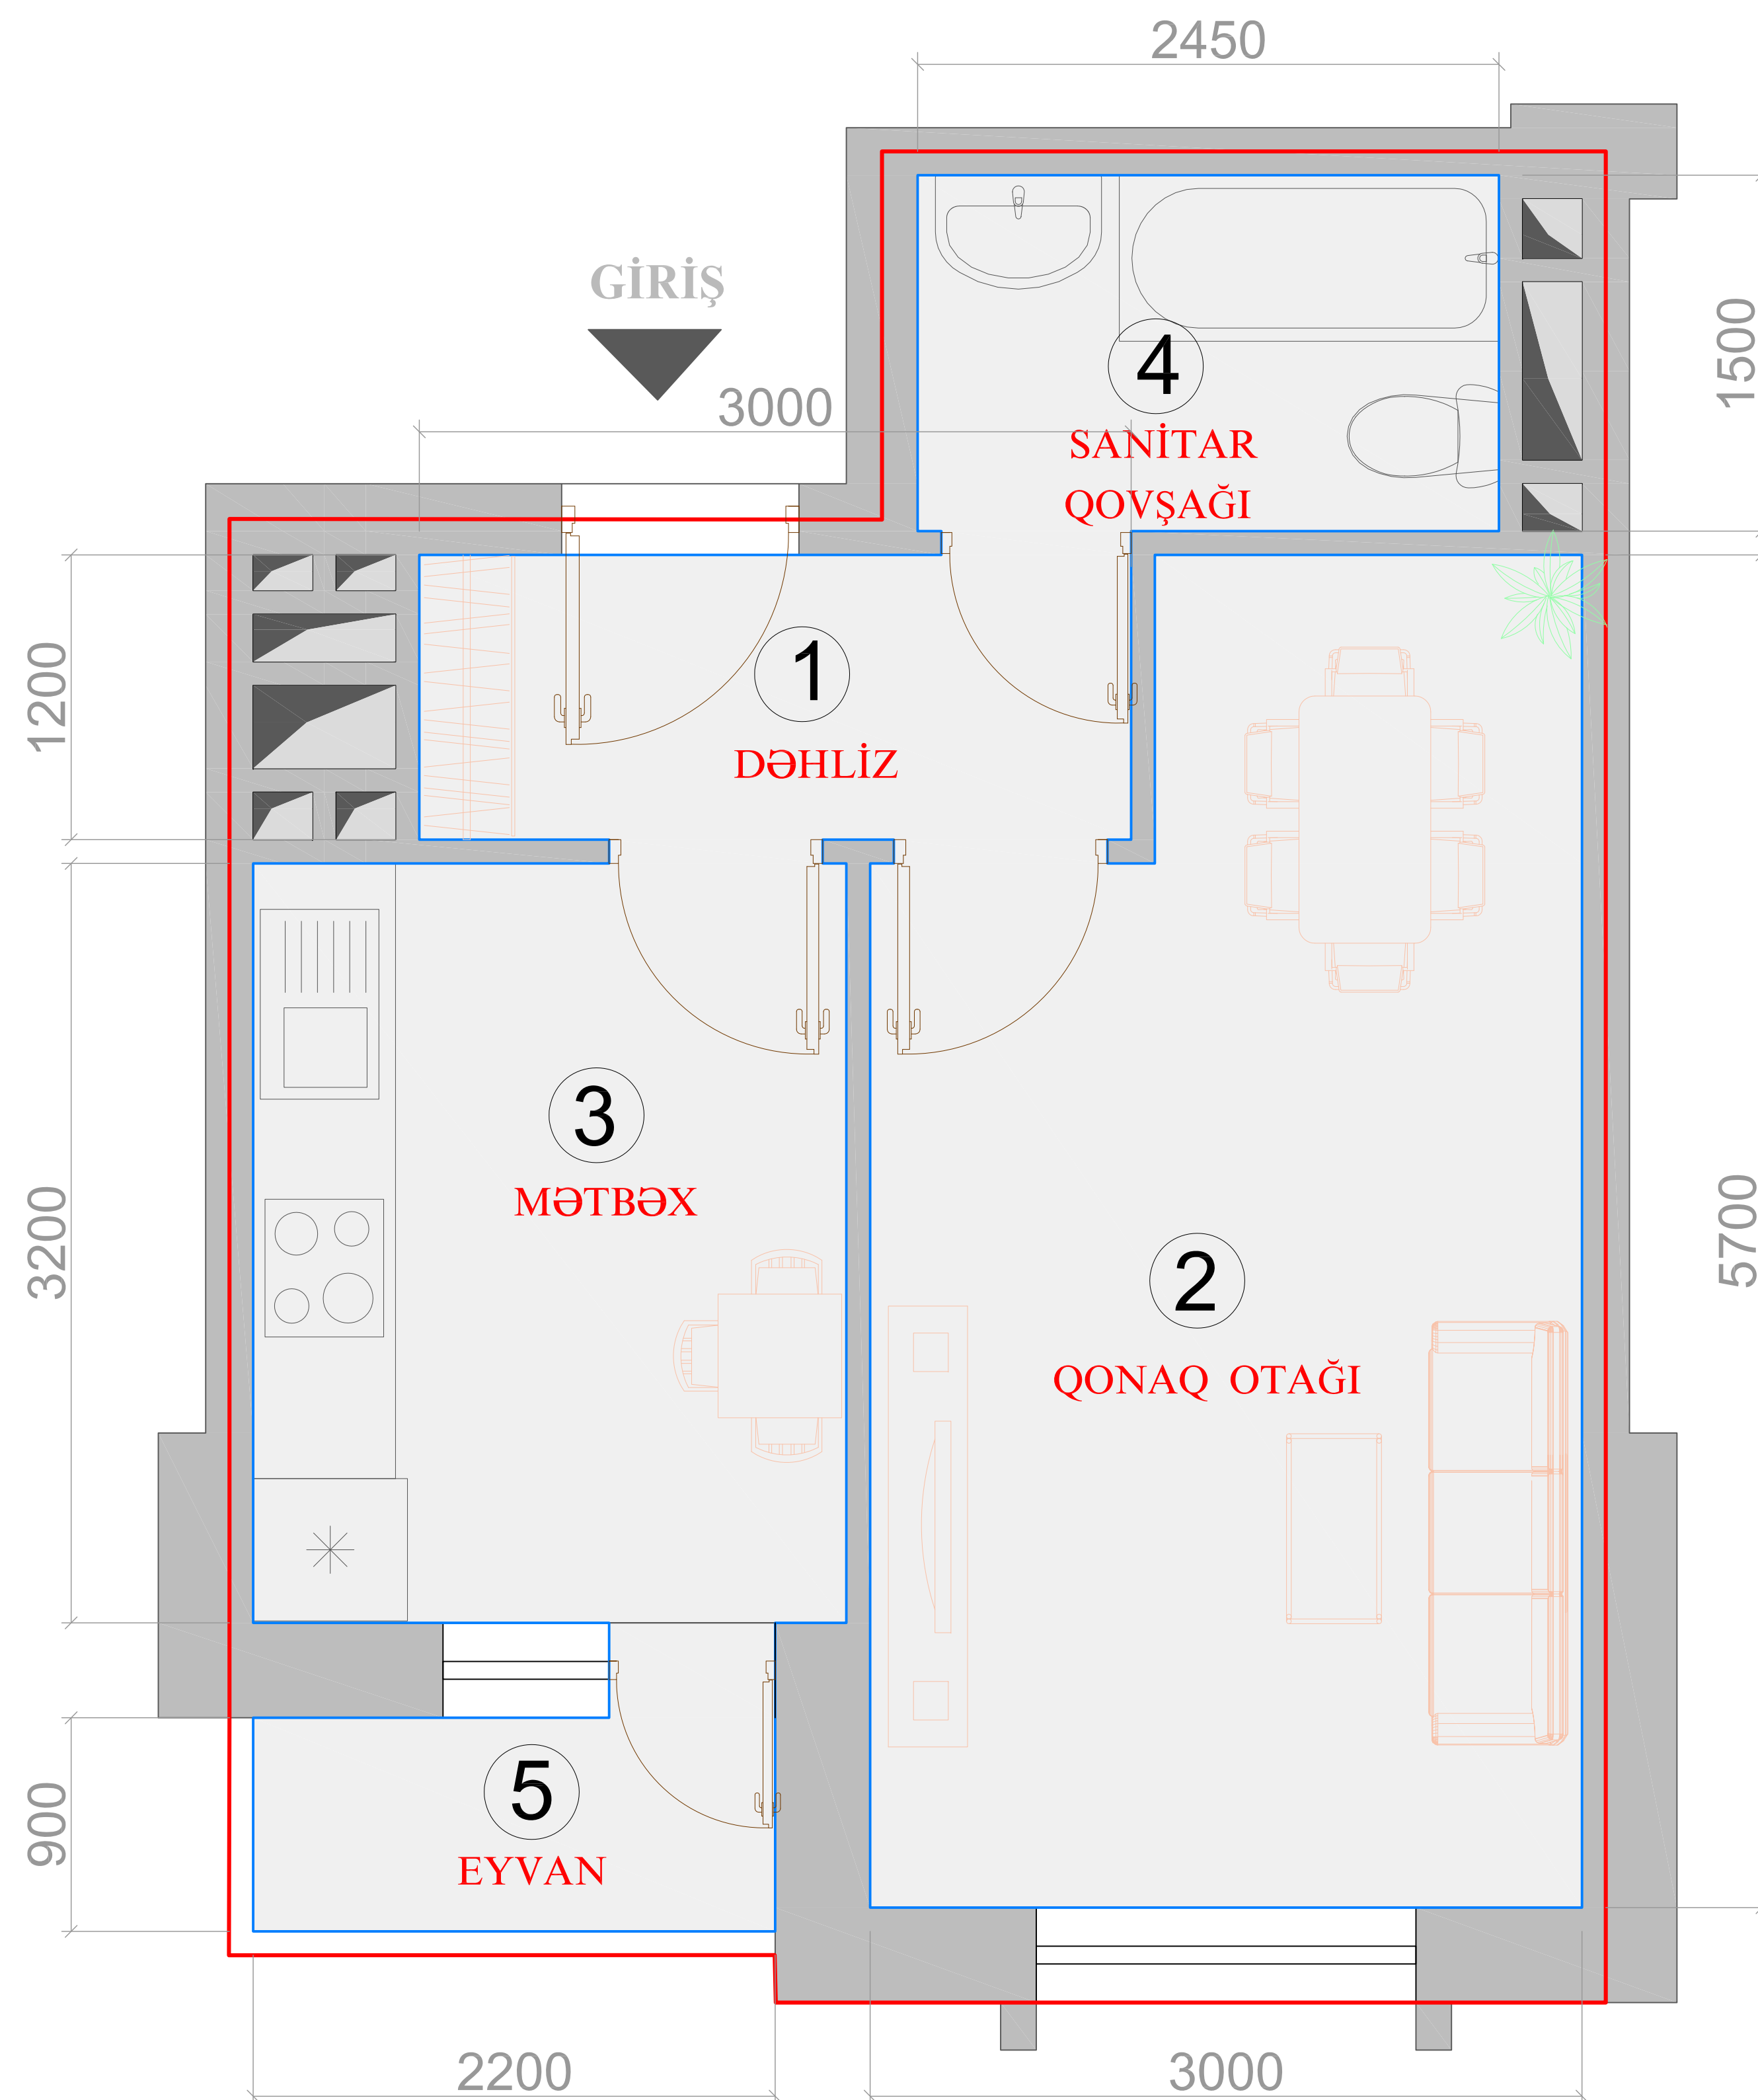 2450
GİRİŞ
3000
1500
4
SANİTAR
QOVŞAĞI
1
DƏHLİZ
1200
3
MƏTBƏX
3200
2
QONAQ OTAĞI
5700
5
EYVAN
900
2200
3000